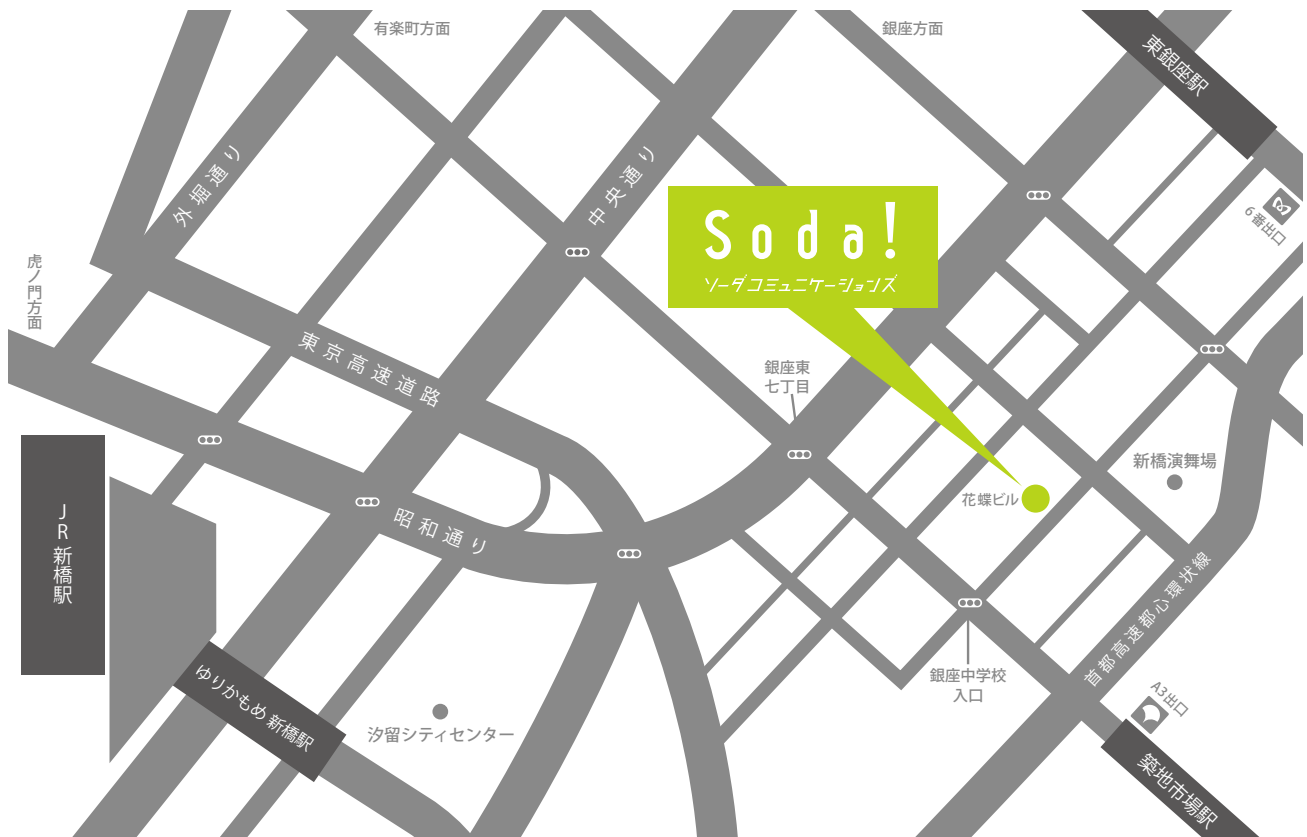 有楽町方面
銀座方面
東銀座駅
外堀通り
中央通り
6番出口
Soda!
ソーダコミュニケーションズ
虎ノ門方面
東京高速道路
銀座東
七丁目
新橋演舞場
花蝶ビル
JR新橋駅
昭和通り
首都高速都心環状線
銀座中学校
入口
A3出口
ゆりかもめ 新橋駅
汐留シティセンター
築地市場駅